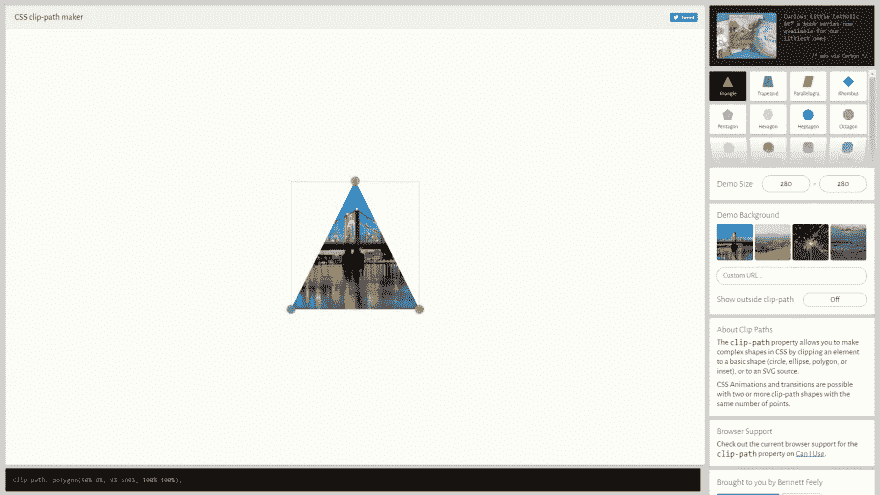 CSS clip-path maker
tweet
Curious Little Catholic
a book series now
available for our
littlest ones
ads via Carbon
Triangle
Trapezoid
Parallelogra
Rhombus
Pentagon
Hexagon
Heptagon
Octagon
Demo Size
280
280
Demo Background
Custom URL...
Show outside clip-path
Off
About Clip Paths
The clip-path property allows you to make
complex shapes in CSS by clipping an element
to a basic shape (circle, ellipse, polygon, or
inset), or to an SVG source.
CSS Animations and transitions are possible
with two or more clip-path shapes with the
same number of points.
Browser Support
Check out the current browser support for the
clip-path property on Can I Use.
clip-path: polygon(50% 0%, 0% 100%, 100% 100%);
Brought to you by Bennett Feely